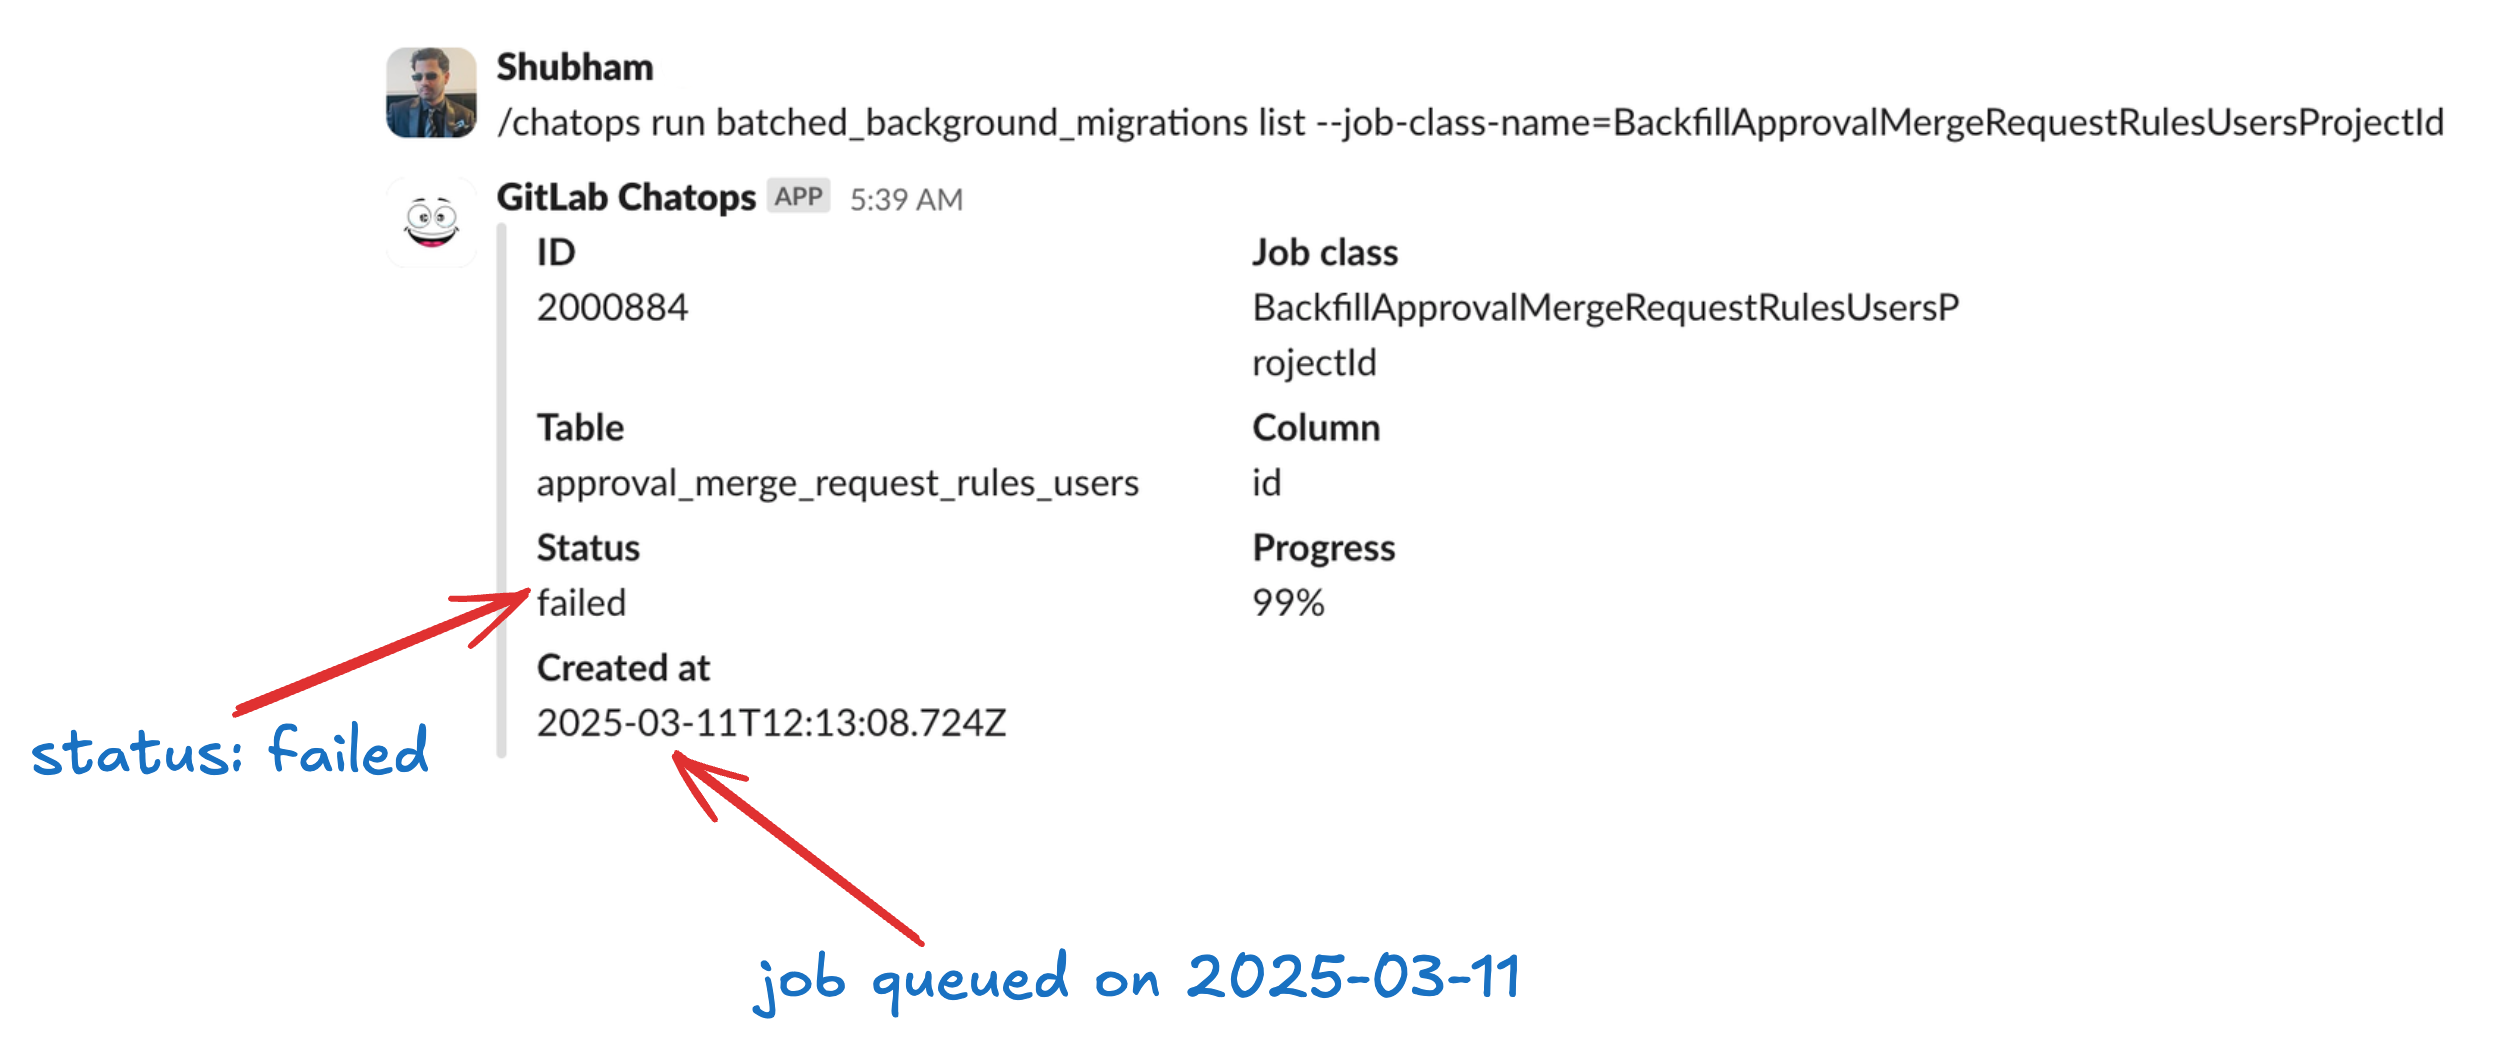 Shubham
/chatops run batched_background_migrations list --job-class-name=BackfillApprovalMergeRequestRulesUsersProjectId
GitLab Chatops APP 5:39 AM
ID
2000884
Job class
BackfillApprovalMergeRequestRulesUsersP
rojectId
Table
approval_merge_request_rules_users
Column
id
Status
failed
Progress
99%
Created at
2025-03-11T12:13:08.724Z
status: failed
job queued on 2025-03-11